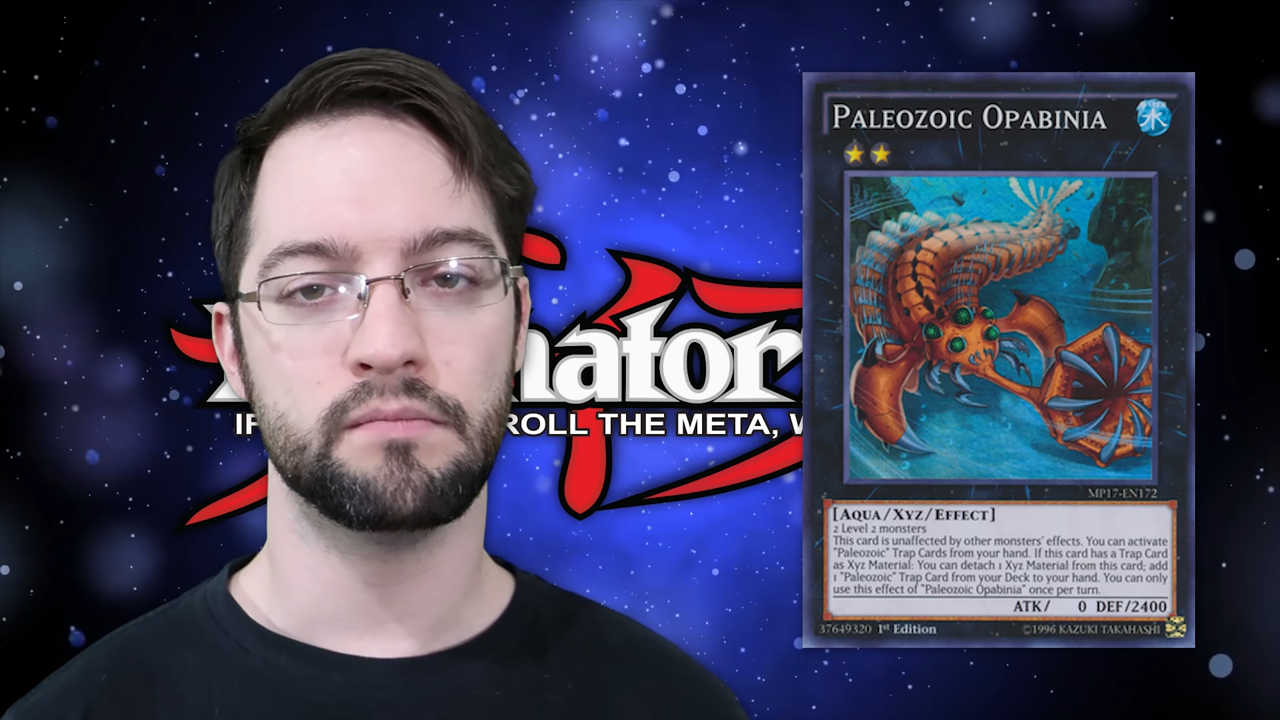 nator
ROLL THE META, W
PALEOZOIC OPABINIA
水
MP17-EN172
[AQUA/XYZ/EFFECT]
2 Level 2 monsters
This card is unaffected by other monsters' effects. You can activate
"Paleozoic" Trap Cards from your hand. If this card has a Trap Card
as Xyz Material: You can detach 1 Xyz Material from this card; add
1 "Paleozoic" Trap Card from your Deck to your hand. You can only
use this effect of "Paleozoic Opabinia" once per turn.
ATK/ 0 DEF/2400
37649320 1st Edition ©1996 KAZUKI TAKAHASHI